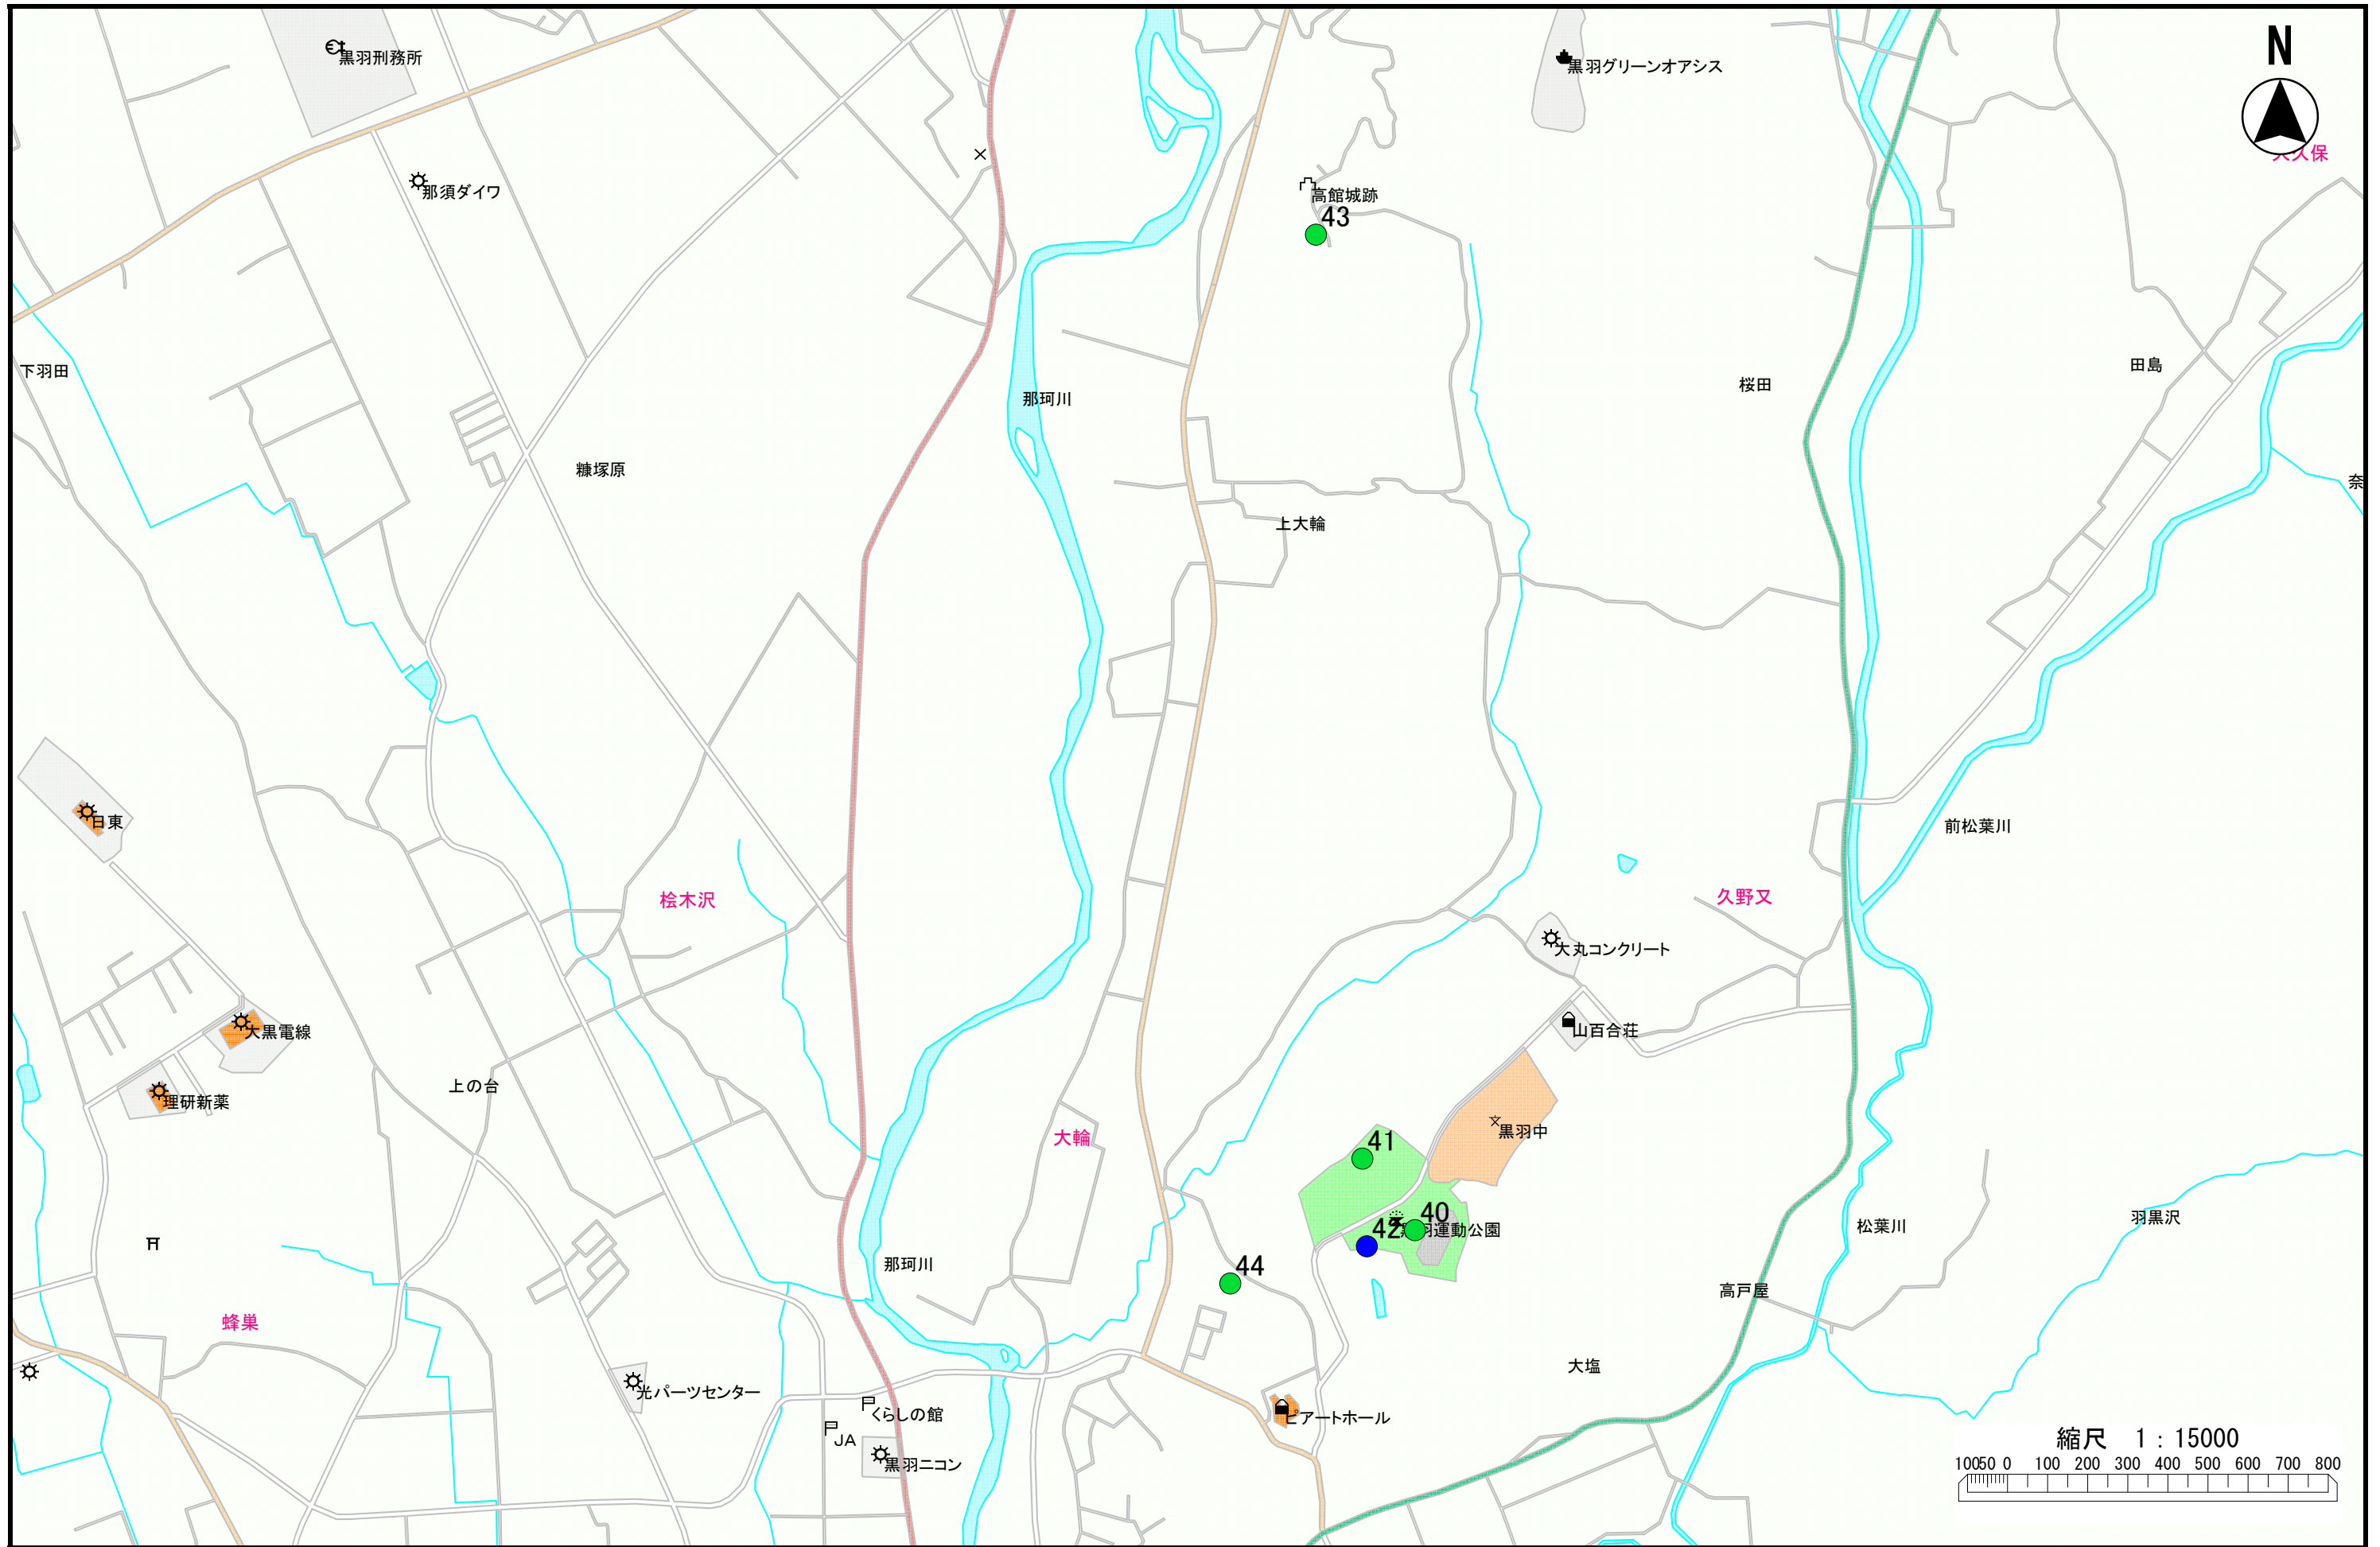 黒羽刑務所
黒羽グリーンオアシス
N
大久保
那須ダイワ
高館城跡
43
下羽田
那珂川
桜田
田島
糠塚原
奈
上大輪
日東
前松葉川
桧木沢
久野又
大丸コンクリート
大黒電線
山百合荘
上の台
理研新薬
大輪
黒羽中
41
40
42
黒羽運動公園
羽黒沢
松葉川
那珂川
44
高戸屋
蜂巣
大塩
光パーツセンター
くらしの館
ピアートホール
JA
黒羽ニコン
縮尺 1:15000
100 50 0 100 200 300 400 500 600 700 800